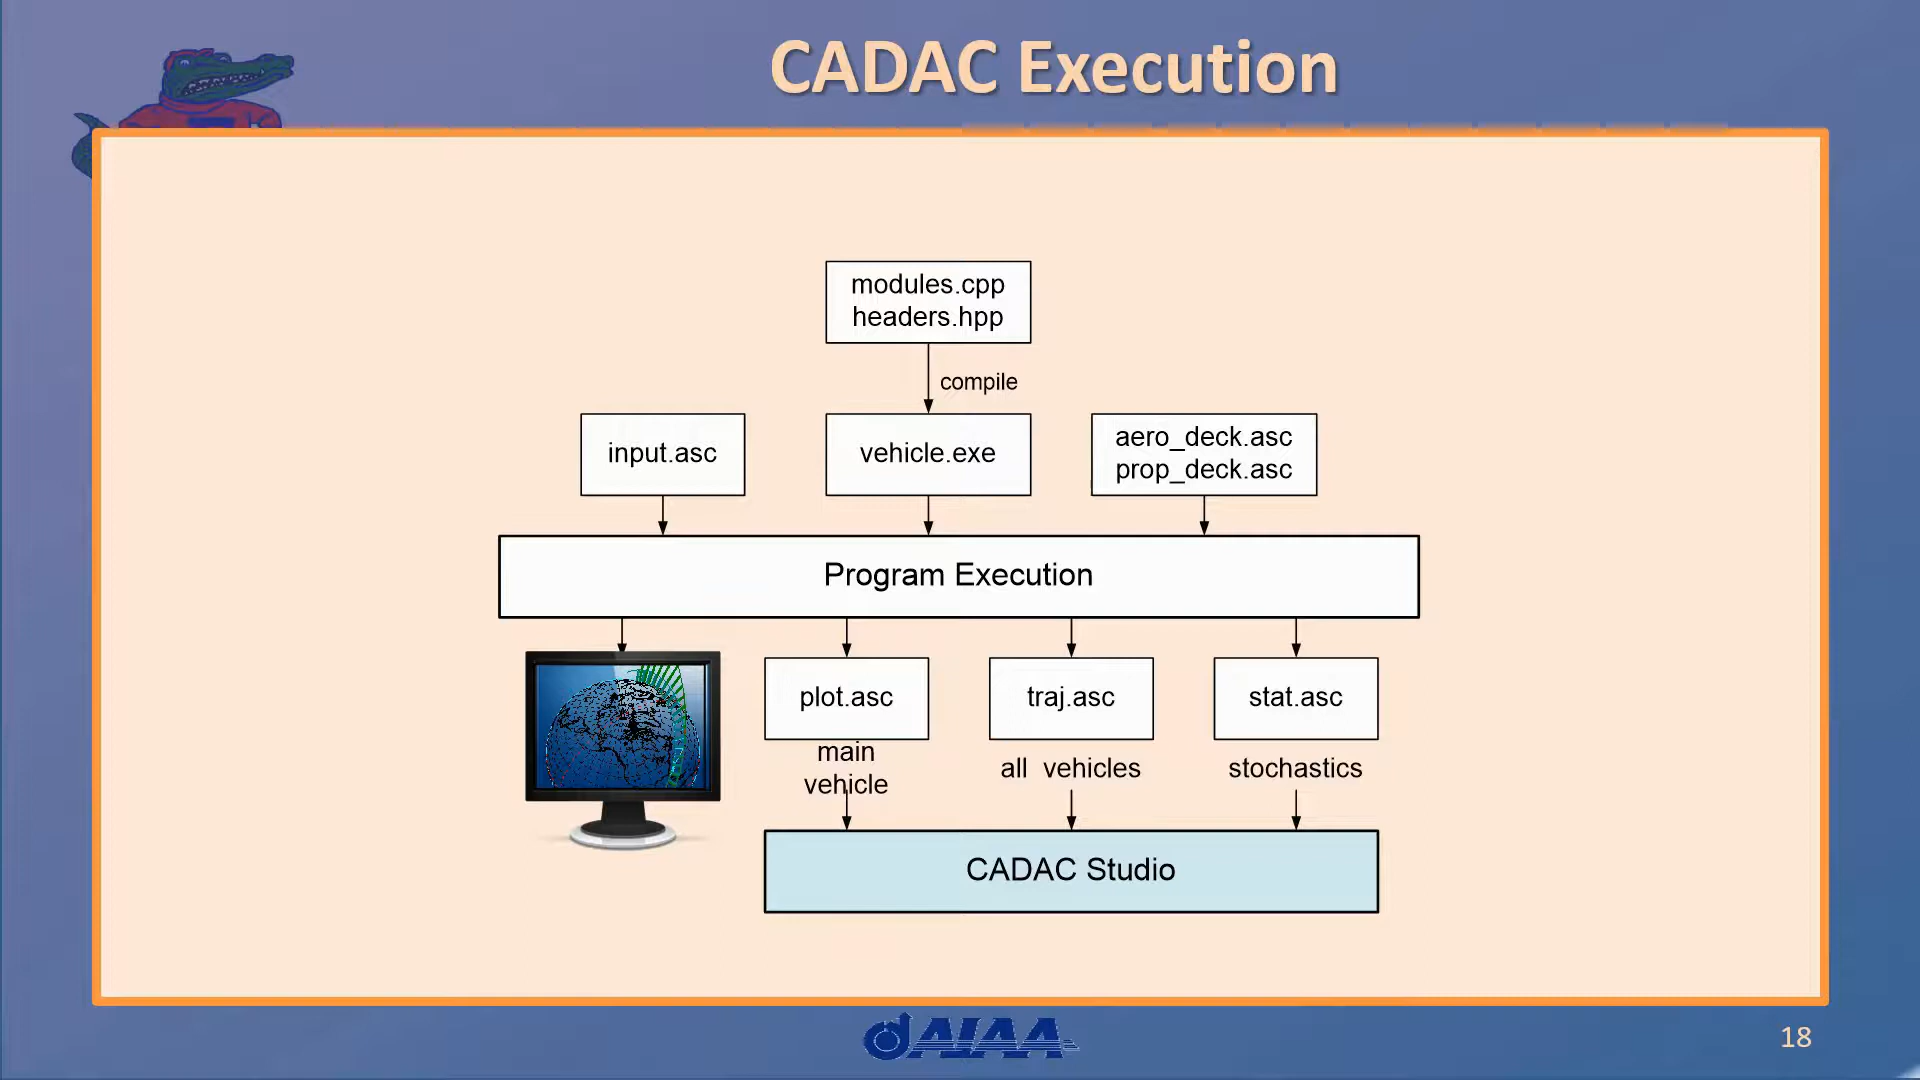 CADAC Execution
modules.cpp
headers.hpp
compile
input.asc
vehicle.exe
aero_deck.asc
prop_deck.asc
Program Execution
plot.asc
traj.asc
stat.asc
main
vehicle
all vehicles
stochastics
CADAC Studio
AIAA
18